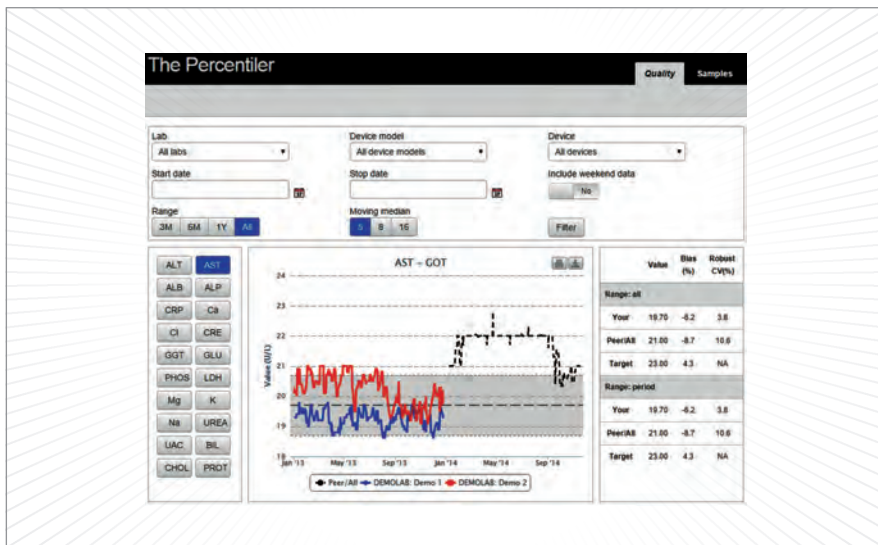 The Percentiler
Quality Samples
Lab Device model Device
All labs All device models All devices
Start date Stop date Include weekend data
No
Range Moving median
3M 6M 1Y All 5 8 16 Filter
ALT AST
ALB ALP
CRP Ca
Cl CRE
GGT GLU
PHOS LDH
Mg K
Na UREA
UAC BIL
CHOL PROT
AST - GOT
Value (U/L)
24
23
22
21
20
19
18
Jan '13 May '13 Sep '13 Jan '14 May '14 Sep '14
Peer/All DEMOLAB: Demo 1 DEMOLAB: Demo 2
Value Bias (%) Robust CV(%)
Range: all
Your 19.70 -6.2 3.8
Peer/All 21.00 -8.7 10.6
Target 23.00 4.3 NA
Range: period
Your 19.70 -6.2 3.8
Peer/All 21.00 -8.7 10.6
Target 23.00 4.3 NA